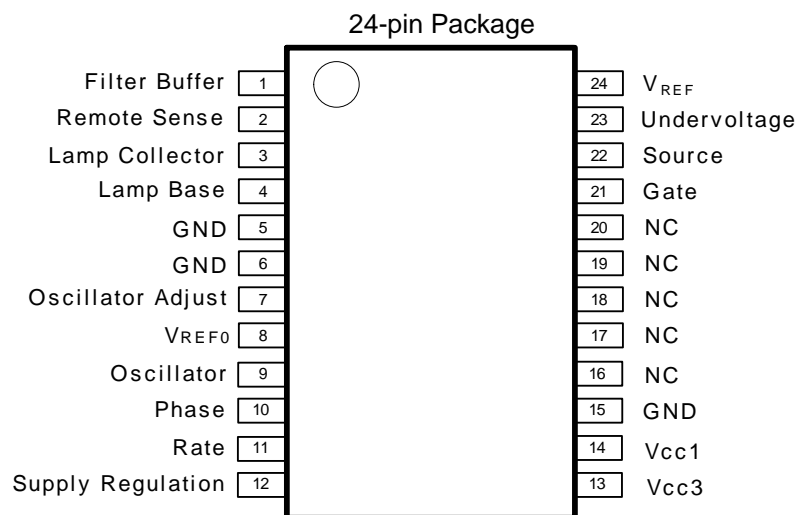 24-pin Package
Filter Buffer 1 24 VREF
Remote Sense 2 23 Undervoltage
Lamp Collector 3 22 Source
Lamp Base 4 21 Gate
GND 5 20 NC
GND 6 19 NC
Oscillator Adjust 7 18 NC
VREF0 8 17 NC
Oscillator 9 16 NC
Phase 10 15 GND
Rate 11 14 Vcc1
Supply Regulation 12 13 Vcc3